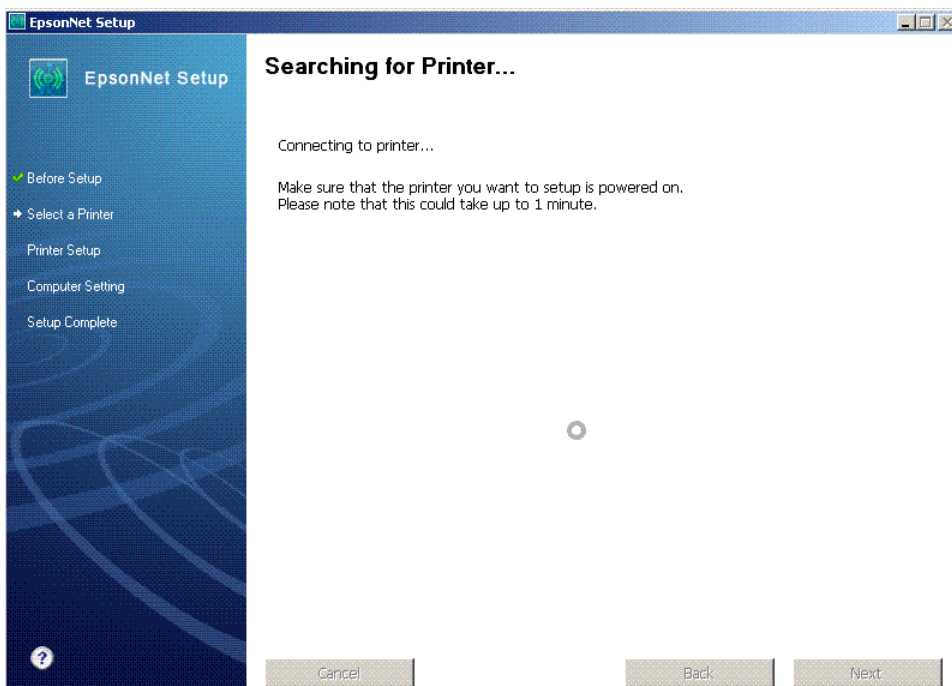 EpsonNet Setup
EpsonNet Setup
Searching for Printer...
Connecting to printer...
Make sure that the printer you want to setup is powered on.
Please note that this could take up to 1 minute.
Before Setup
Select a Printer
Printer Setup
Computer Setting
Setup Complete
?
Cancel
Back
Next